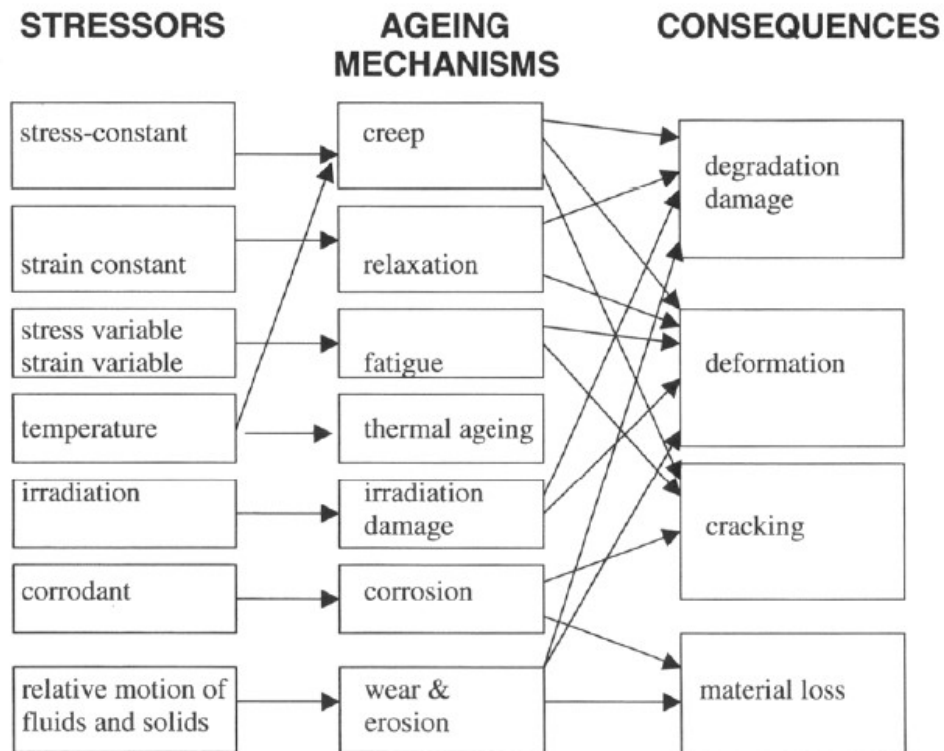 STRESSORS
AGEING
MECHANISMS
CONSEQUENCES
stress-constant
creep
degradation
damage
strain constant
relaxation
stress variable
strain variable
fatigue
deformation
temperature
thermal ageing
irradiation
irradiation
damage
cracking
corrodant
corrosion
relative motion of
fluids and solids
wear &
erosion
material loss